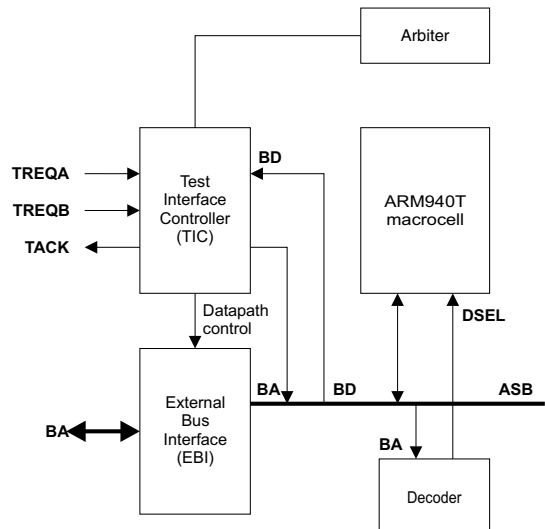 Arbiter
TREQA
TREQB
TACK
Test
Interface
Controller
(TIC)
BD
ARM940T
macrocell
Datapath
control
DSEL
BA
External
Bus
Interface
(EBI)
BA
BD
ASB
BA
Decoder